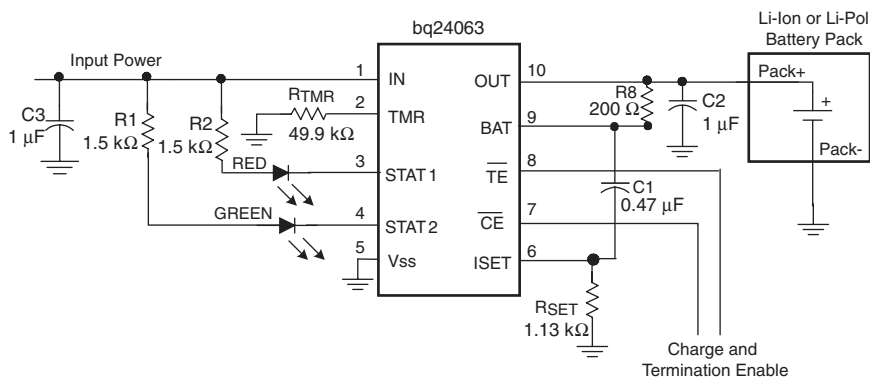 bq24063
Li-Ion or Li-Pol
Battery Pack
Input Power
1
IN
OUT
10
Pack+
C3
1 μF
R1
1.5 kΩ
R2
1.5 kΩ
RTMR
49.9 kΩ
2
TMR
R8
200 Ω
C2
1 μF
BAT
9
+
Pack-
RED
3
STAT1
TE
8
C1
0.47 μF
GREEN
4
STAT2
CE
7
5
Vss
ISET
6
RSET
1.13 kΩ
Charge and
Termination Enable